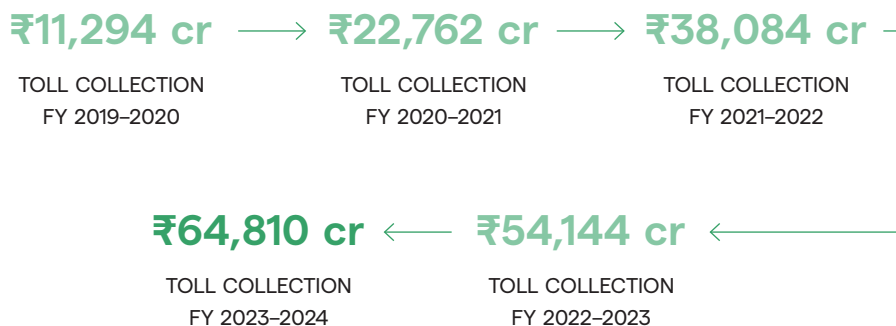 ₹11,294 cr
TOLL COLLECTION
FY 2019–2020
₹22,762 cr
TOLL COLLECTION
FY 2020–2021
₹38,084 cr
TOLL COLLECTION
FY 2021–2022
₹54,144 cr
TOLL COLLECTION
FY 2022–2023
₹64,810 cr
TOLL COLLECTION
FY 2023–2024